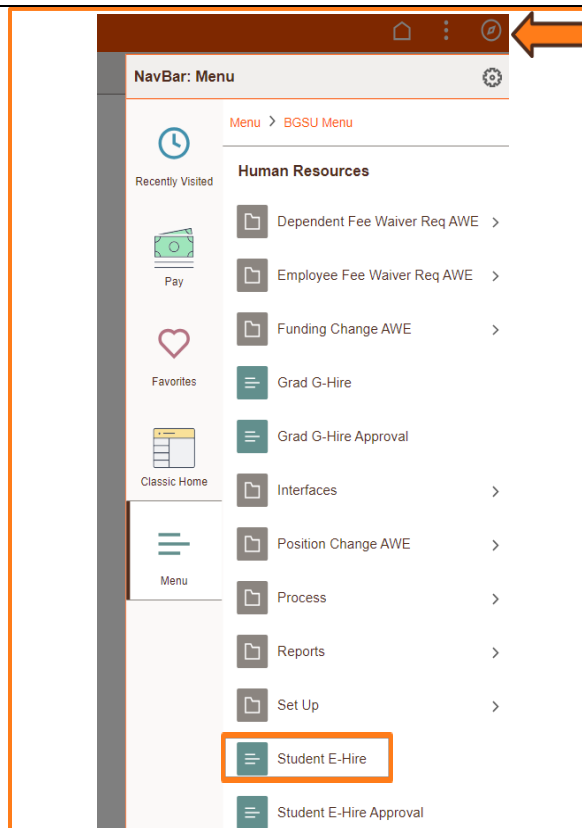 NavBar: Menu
Menu > BGSU Menu
Recently Visited
Human Resources
Dependent Fee Waiver Req AWE
Pay
Employee Fee Waiver Req AWE
Funding Change AWE
Favorites
Grad G-Hire
Grad G-Hire Approval
Classic Home
Interfaces
Menu
Position Change AWE
Process
Reports
Set Up
Student E-Hire
Student E-Hire Approval